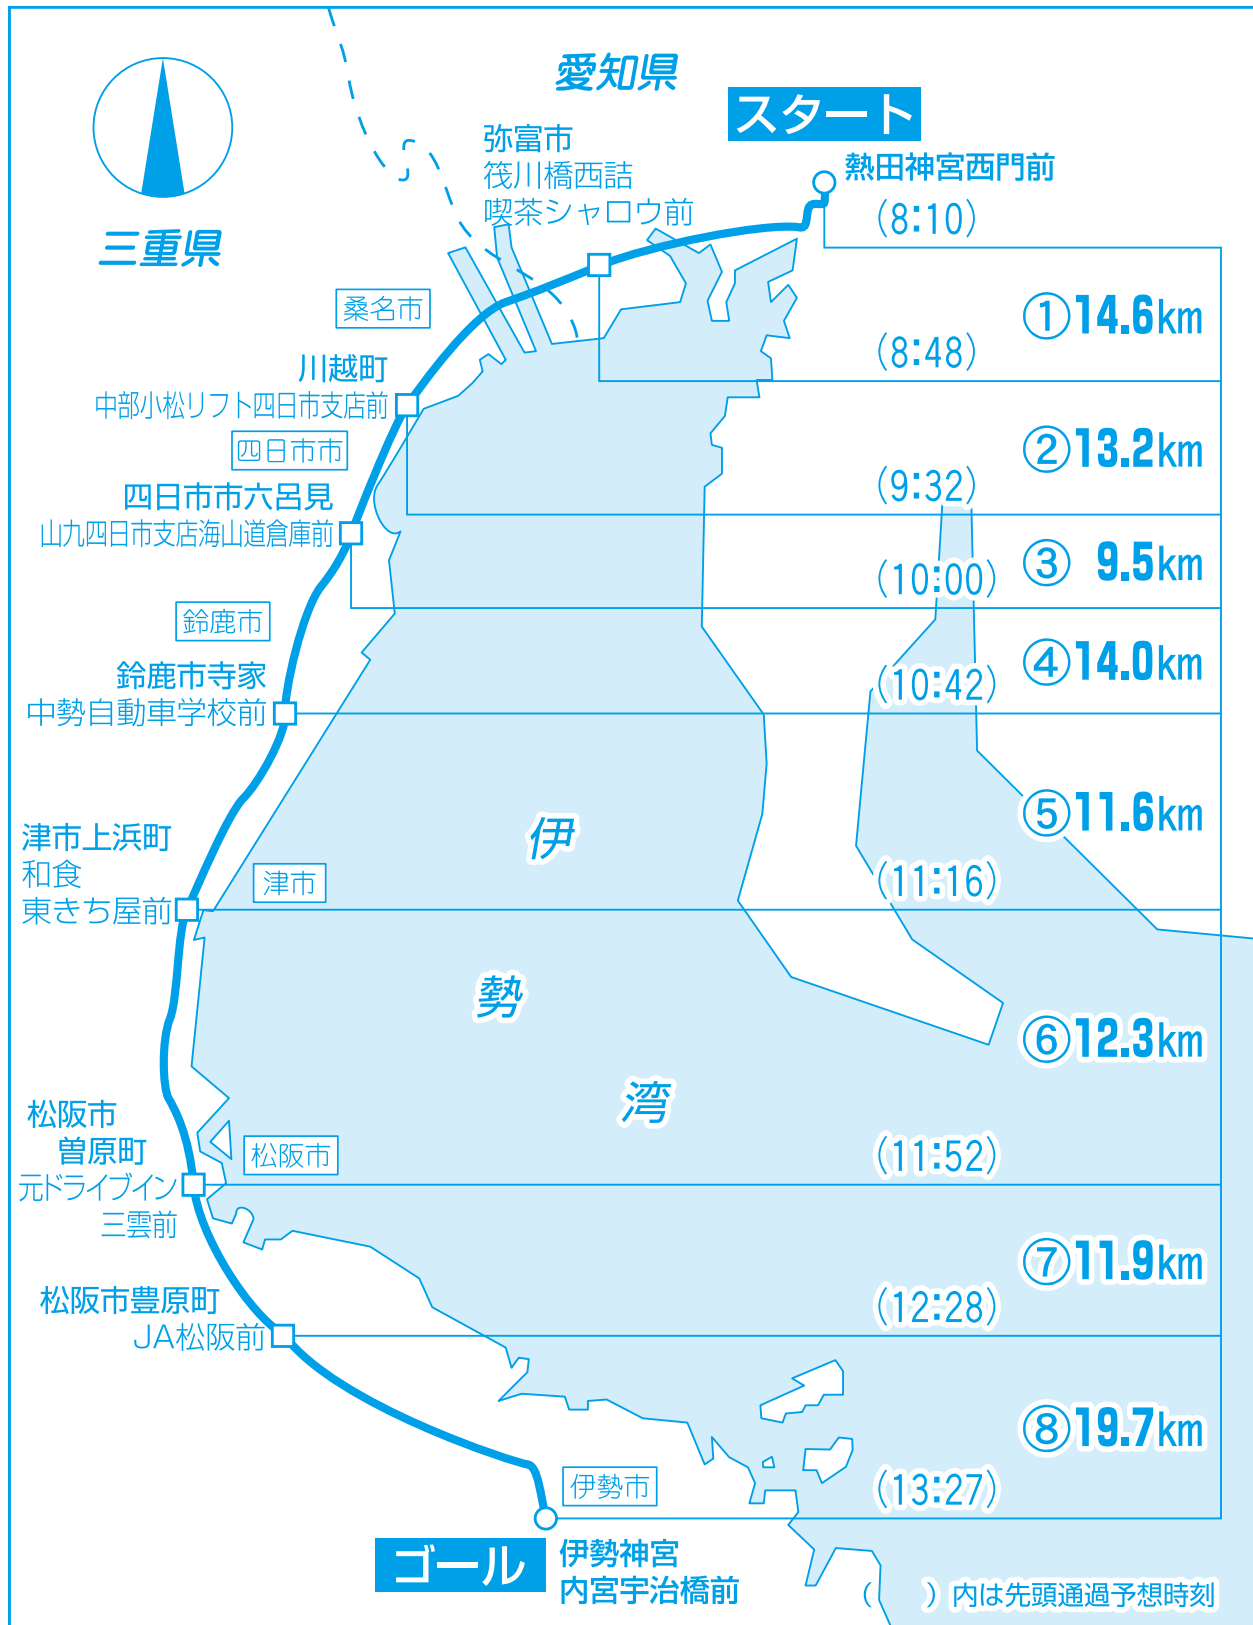 愛知県
スタート
熱田神宮西門前
(8:10)
弥富市
筏川橋西詰
喫茶シャロウ前
三重県
桑名市
①14.6km
(8:48)
川越町
中部小松リフト四日市支店前
四日市市
②13.2km
(9:32)
四日市市六呂見
山九四日市支店海山道倉庫前
③ 9.5km
(10:00)
鈴鹿市
鈴鹿市寺家
中勢自動車学校前
④14.0km
(10:42)
津市上浜町
和食
東きち屋前
津市
伊
勢
湾
⑤11.6km
(11:16)
⑥12.3km
松阪市
曽原町
元ドライブイン
三雲前
松阪市
(11:52)
⑦11.9km
松阪市豊原町
JA松阪前
(12:28)
⑧19.7km
伊勢市
(13:27)
ゴール
伊勢神宮
内宮宇治橋前
(　)内は先頭通過予想時刻